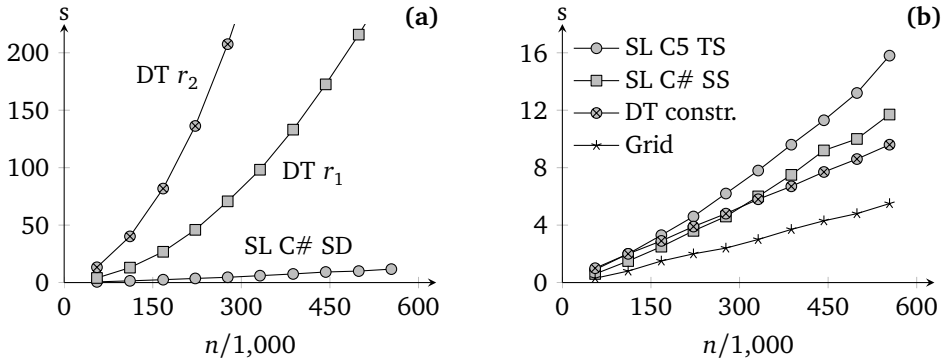 s
(a)
200
150
100
50
0
DT r₂
DT r₁
SL C# SD
0 150 300 450 600
n/1,000
s
(b)
16
12
8
4
0
SL C5 TS
SL C# SS
DT constr.
Grid
0 150 300 450 600
n/1,000